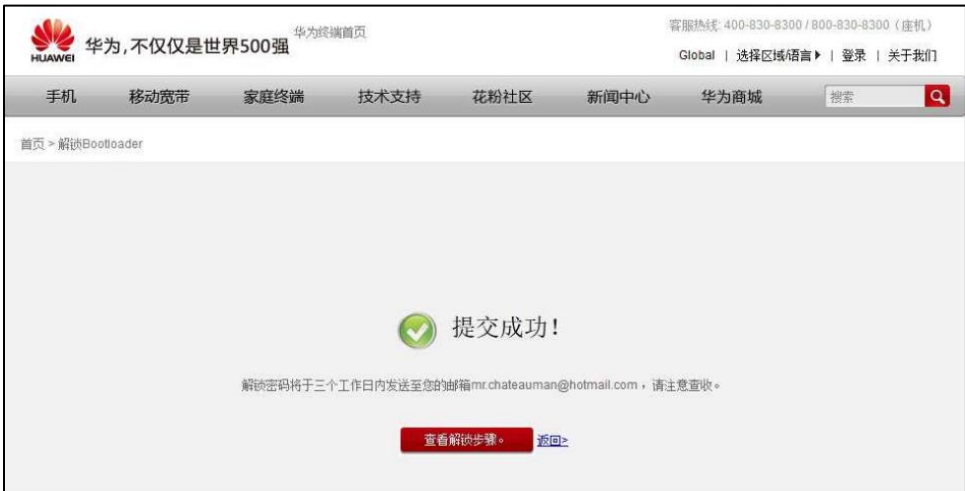 华为终端首页
客服热线: 400-830-8300 / 800-830-8300（座机）
HUAWEI 华为,不仅仅是世界500强
Global | 选择区域/语言 | 登录 | 关于我们
手机 移动宽带 家庭终端 技术支持 花粉社区 新闻中心 华为商城 搜索
首页 > 解锁Bootloader
提交成功!
解锁密码将于三个工作日内发送至您的邮箱mr.chateauman@hotmail.com，请注意查收。
查看解锁步骤。 返回>